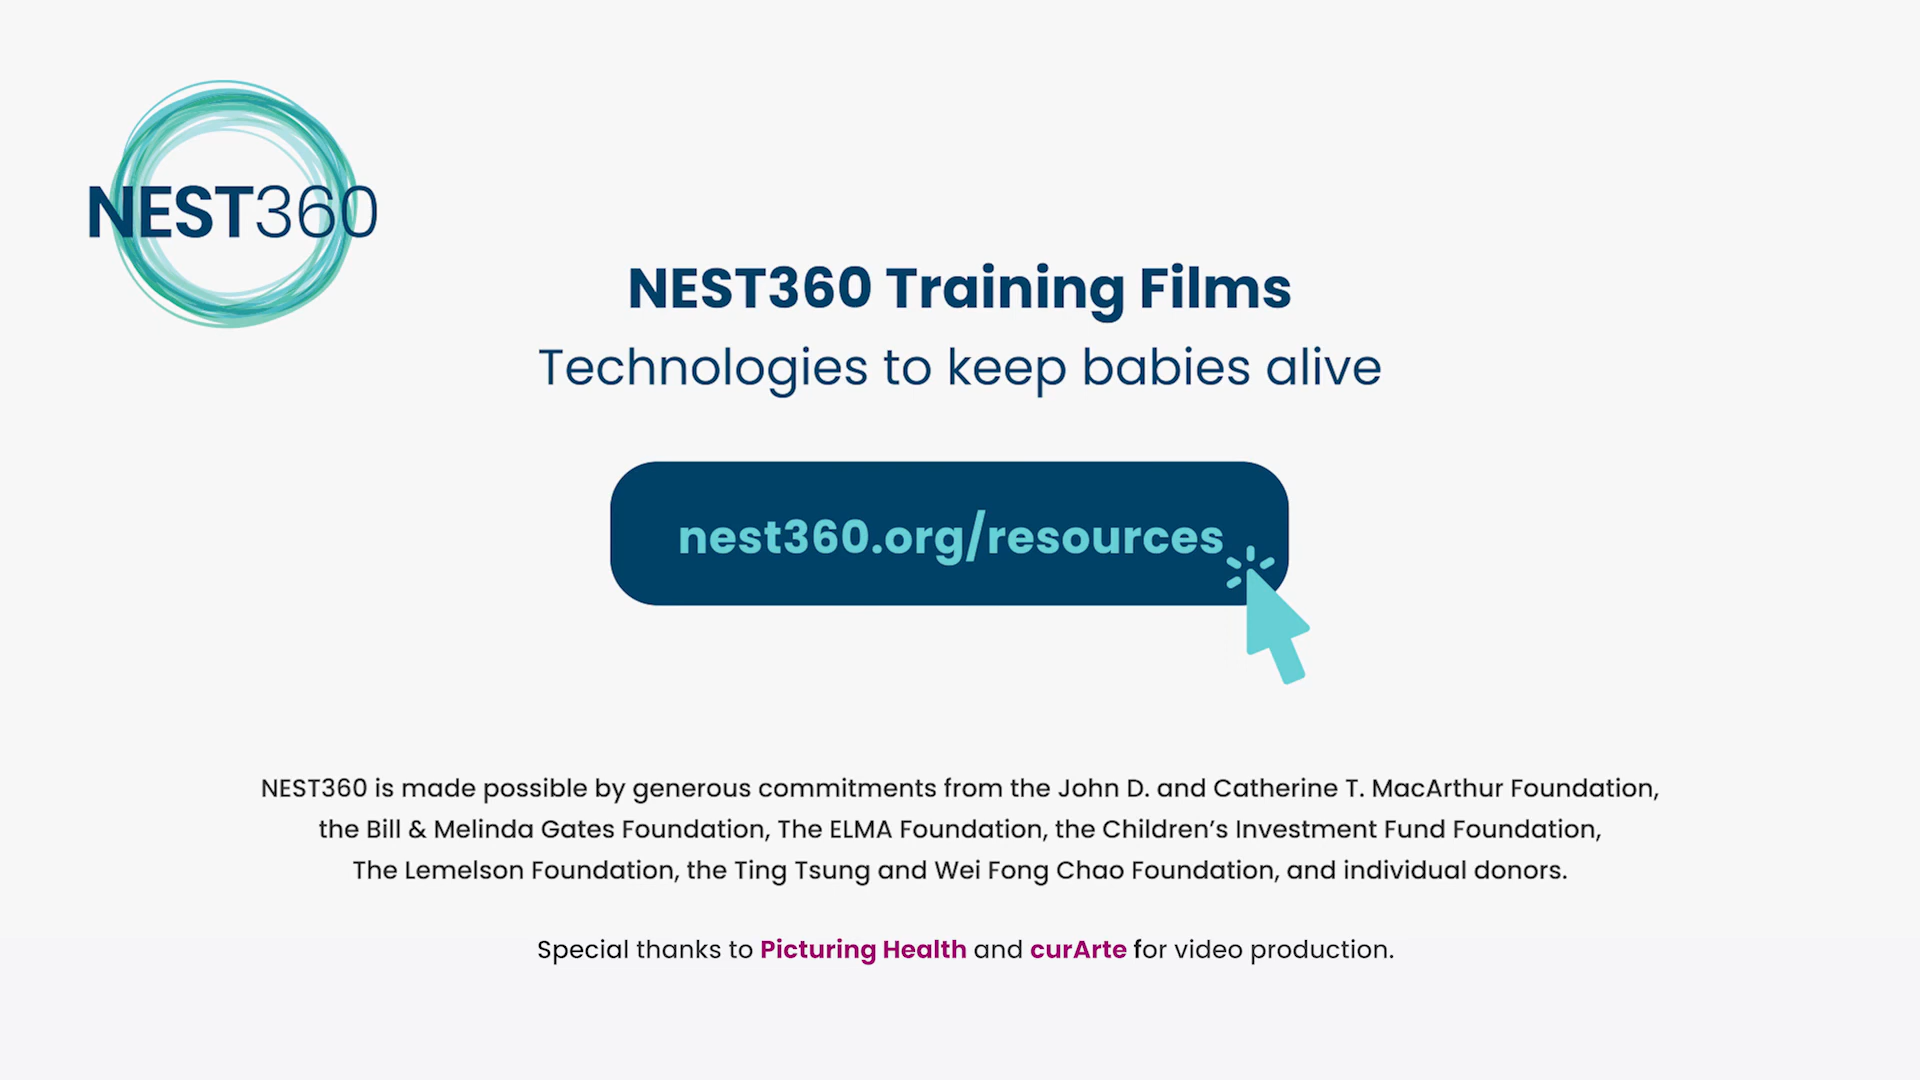 NEST360
NEST360 Training Films
Technologies to keep babies alive
nest360.org/resources
NEST360 is made possible by generous commitments from the John D. and Catherine T. MacArthur Foundation,
the Bill & Melinda Gates Foundation, The ELMA Foundation, the Children’s Investment Fund Foundation,
The Lemelson Foundation, the Ting Tsung and Wei Fong Chao Foundation, and individual donors.
Special thanks to Picturing Health and curArte for video production.